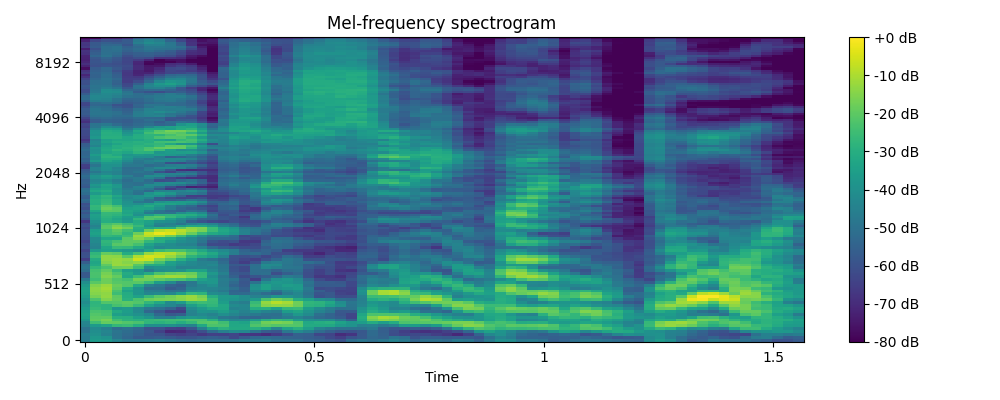 Mel-frequency spectrogram
Hz
8192
4096
2048
1024
512
0
0
0.5
1
1.5
Time
+0 dB
-10 dB
-20 dB
-30 dB
-40 dB
-50 dB
-60 dB
-70 dB
-80 dB